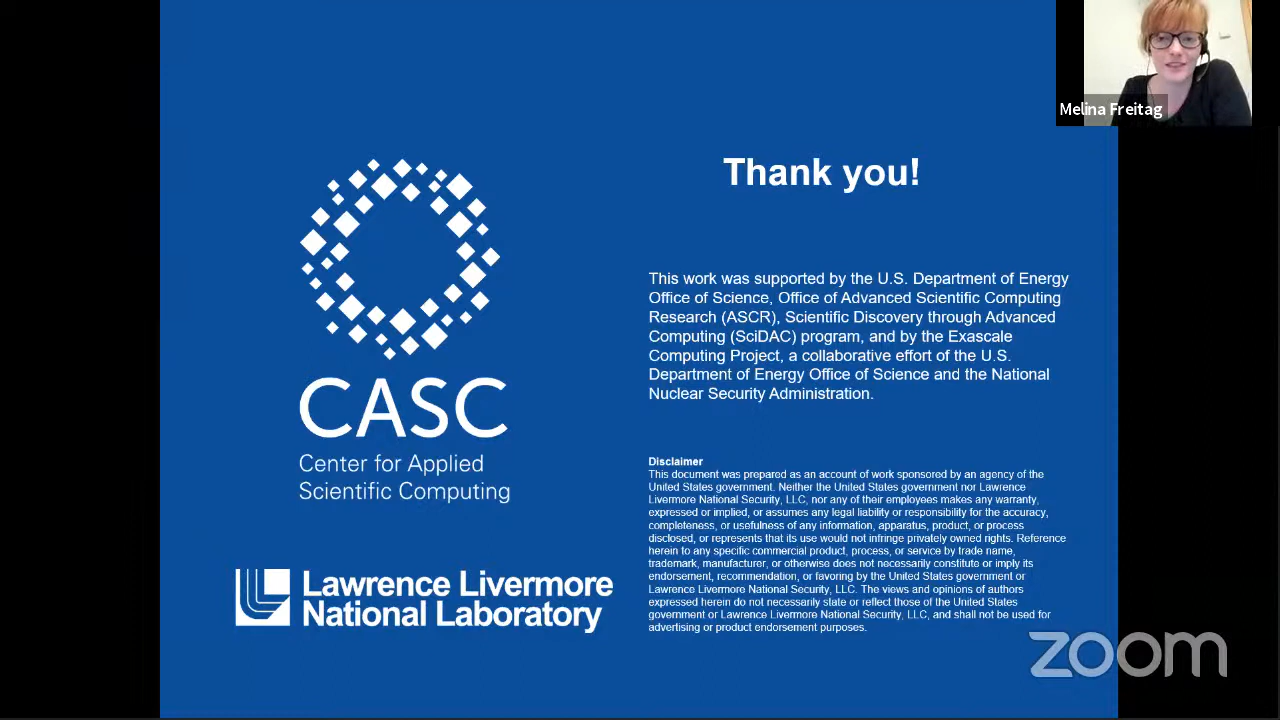 Melina Freitag
Thank you!
This work was supported by the U.S. Department of Energy
Office of Science, Office of Advanced Scientific Computing
Research (ASCR), Scientific Discovery through Advanced
Computing (SciDAC) program, and by the Exascale
Computing Project, a collaborative effort of the U.S.
Department of Energy Office of Science and the National
Nuclear Security Administration.
CASC
Center for Applied
Scientific Computing
Disclaimer
This document was prepared as an account of work sponsored by an agency of the
United States government. Neither the United States government nor Lawrence
Livermore National Security, LLC, nor any of their employees makes any warranty,
expressed or implied, or assumes any legal liability or responsibility for the accuracy,
completeness, or usefulness of any information, apparatus, product, or process
disclosed, or represents that its use would not infringe privately owned rights. Reference
herein to any specific commercial product, process, or service by trade name,
trademark, manufacturer, or otherwise does not necessarily constitute or imply its
endorsement, recommendation, or favoring by the United States government or
Lawrence Livermore National Security, LLC. The views and opinions of authors
expressed herein do not necessarily state or reflect those of the United States
government or Lawrence Livermore National Security, LLC, and shall not be used for
advertising or product endorsement purposes.
Lawrence Livermore
National Laboratory
zoom